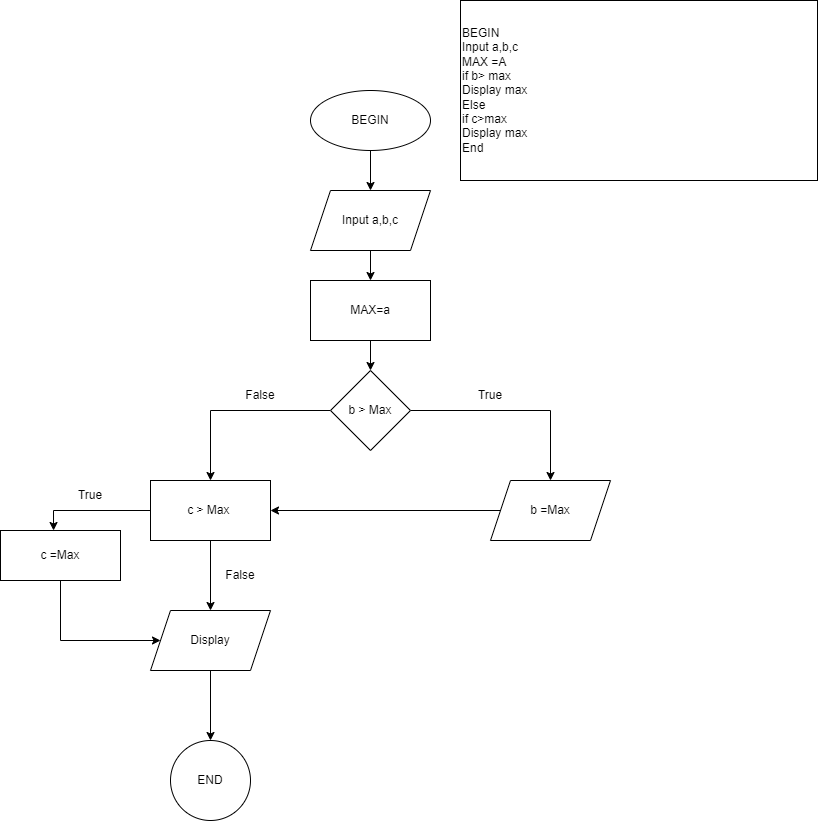 BEGIN
Input a,b,c
MAX =A
if b> max
Display max
Else
if c>max
Display max
End
BEGIN
Input a,b,c
MAX=a
False
b > Max
True
True
c > Max
b =Max
c =Max
False
Display
END